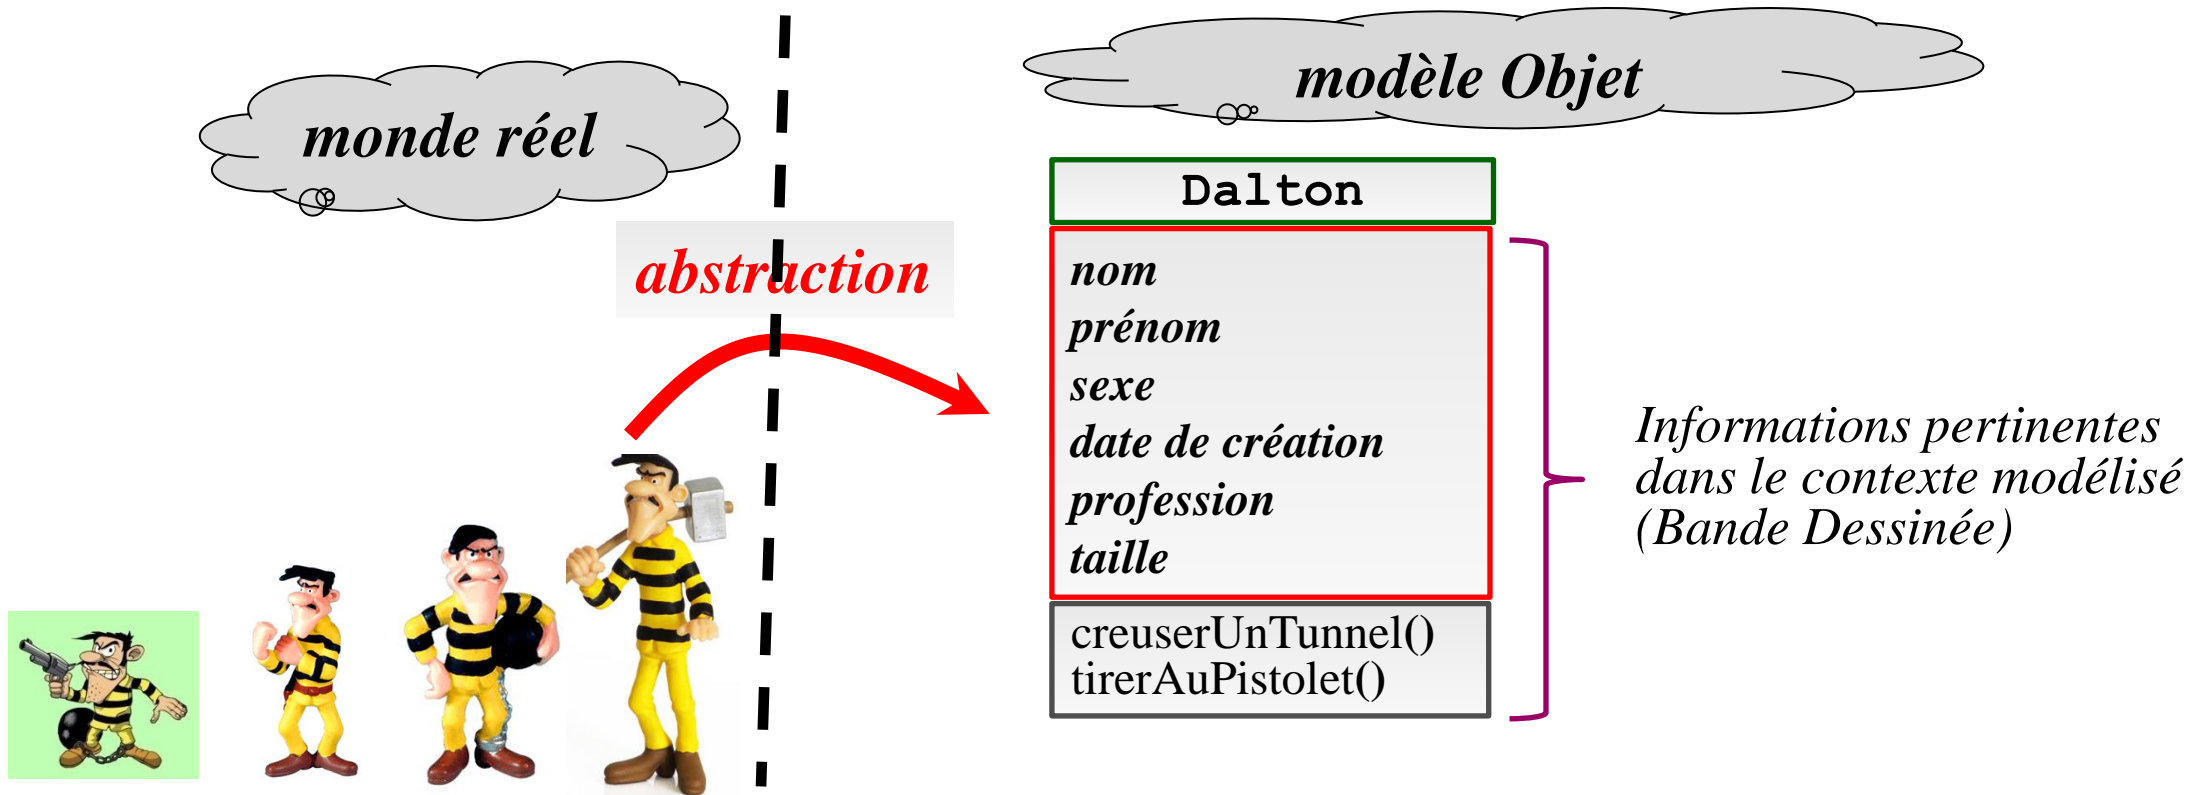 monde réel
modèle Objet
abstraction
Dalton
nom
prénom
sexe
date de création
profession
taille
creuserUnTunnel()
tirerAuPistolet()
Informations pertinentes
dans le contexte modélisé
(Bande Dessinée)